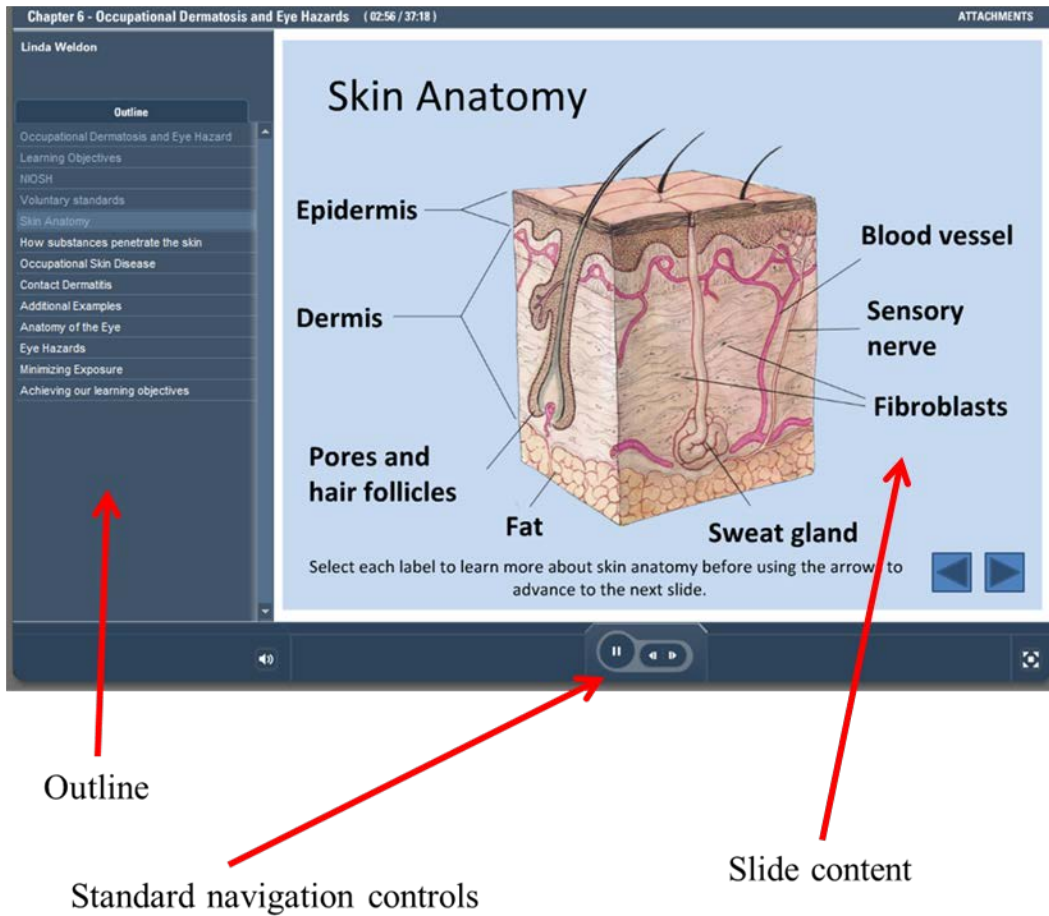 Chapter 6 - Occupational Dermatosis and Eye Hazards ( 02:56 / 37:18 )
ATTACHMENTS
Linda Weldon
Outline
Occupational Dermatosis and Eye Hazard
Learning Objectives
NIOSH
Voluntary standards
Skin Anatomy
How substances penetrate the skin
Occupational Skin Disease
Contact Dermatitis
Additional Examples
Anatomy of the Eye
Eye Hazards
Minimizing Exposure
Achieving our learning objectives
Skin Anatomy
Epidermis
Dermis
Pores and
hair follicles
Fat
Sweat gland
Blood vessel
Sensory
nerve
Fibroblasts
Select each label to learn more about skin anatomy before using the arrows to
advance to the next slide.
Outline
Standard navigation controls
Slide content